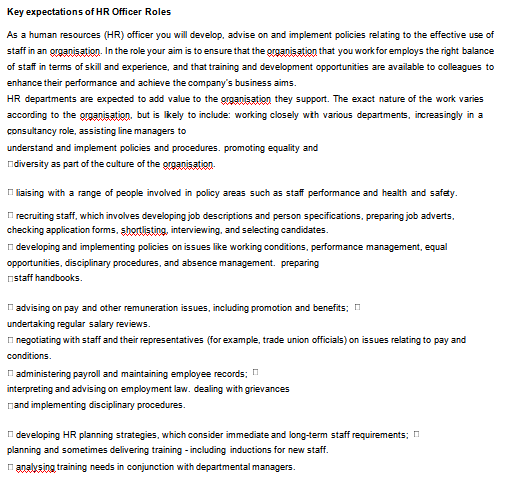 Key expectations of HR Officer Roles
As a human resources (HR) officer you will develop, advise on and implement policies relating to the effective use of
staff in an organisation. In the role your aim is to ensure that the organisation that you work for employs the right balance
of staff in terms of skill and experience, and that training and development opportunities are available to colleagues to
enhance their performance and achieve the company's business aims.
HR departments are expected to add value to the organisation they support. The exact nature of the work varies
according to the organisation, but is likely to include: working closely with various departments, increasingly in a
consultancy role, assisting line managers to
understand and implement policies and procedures. promoting equality and
□diversity as part of the culture of the organisation.
□ liaising with a range of people involved in policy areas such as staff performance and health and safety.
□ recruiting staff, which involves developing job descriptions and person specifications, preparing job adverts,
checking application forms, shortlisting, interviewing, and selecting candidates.
□ developing and implementing policies on issues like working conditions, performance management, equal
opportunities, disciplinary procedures, and absence management. preparing
□staff handbooks.
□ advising on pay and other remuneration issues, including promotion and benefits; □
undertaking regular salary reviews.
□ negotiating with staff and their representatives (for example, trade union officials) on issues relating to pay and
conditions.
□ administering payroll and maintaining employee records; □
interpreting and advising on employment law. dealing with grievances
□and implementing disciplinary procedures.
□ developing HR planning strategies, which consider immediate and long-term staff requirements; □
planning and sometimes delivering training - including inductions for new staff.
□ analysing training needs in conjunction with departmental managers.